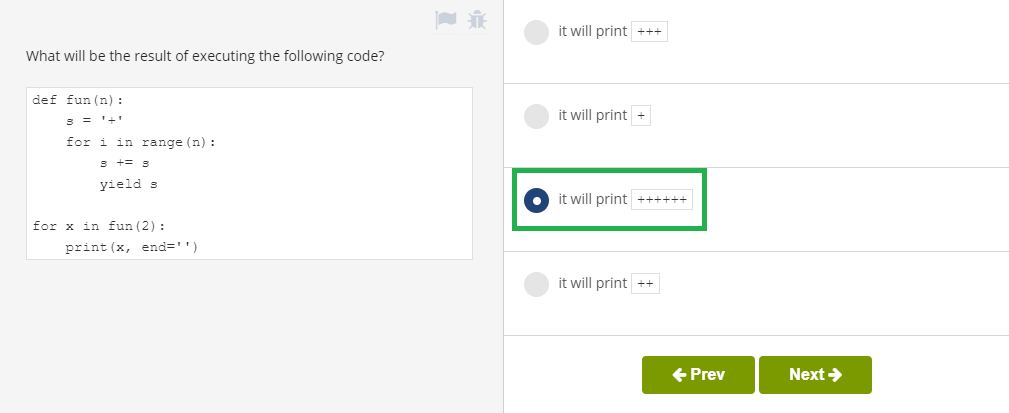 What will be the result of executing the following code?
def fun(n):
    s = '+'
    for i in range(n):
        s += s
        yield s

for x in fun(2):
    print(x, end='')
it will print +++
it will print +
it will print ++++++
it will print ++
Prev
Next